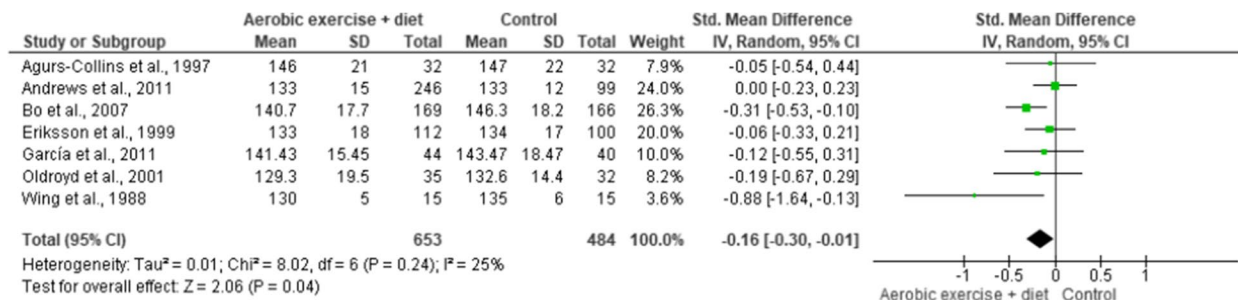 Aerobic exercise + diet Control Std. Mean Difference Std. Mean Difference
Study or Subgroup Mean SD Total Mean SD Total Weight IV, Random, 95% CI IV, Random, 95% CI
Agurs-Collins et al., 1997 146 21 32 147 22 32 7.9% -0.05 [-0.54, 0.44]
Andrews et al., 2011 133 15 246 133 12 99 24.0% 0.00 [-0.23, 0.23]
Bo et al., 2007 140.7 17.7 169 146.3 18.2 166 26.3% -0.31 [-0.53, -0.10]
Eriksson et al., 1999 133 18 112 134 17 100 20.0% -0.06 [-0.33, 0.21]
García et al., 2011 141.43 15.45 44 143.47 18.47 40 10.0% -0.12 [-0.55, 0.31]
Oldroyd et al., 2001 129.3 19.5 35 132.6 14.4 32 8.2% -0.19 [-0.67, 0.29]
Wing et al., 1988 130 5 15 135 6 15 3.6% -0.88 [-1.64, -0.13]
Total (95% CI) 653 484 100.0% -0.16 [-0.30, -0.01]
Heterogeneity: Tau² = 0.01; Chi² = 8.02, df = 6 (P = 0.24); I² = 25%
Test for overall effect: Z = 2.06 (P = 0.04)
-1 -0.5 0 0.5 1
Aerobic exercise + diet Control